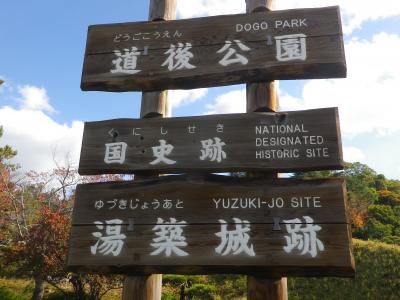 DOGO PARK
どうごこうえん
道後公園
くにしせき
国史跡
NATIONAL
DESIGNATED
HISTORIC SITE
ゆづきじょうあと
YUZUKI-JO SITE
湯築城跡